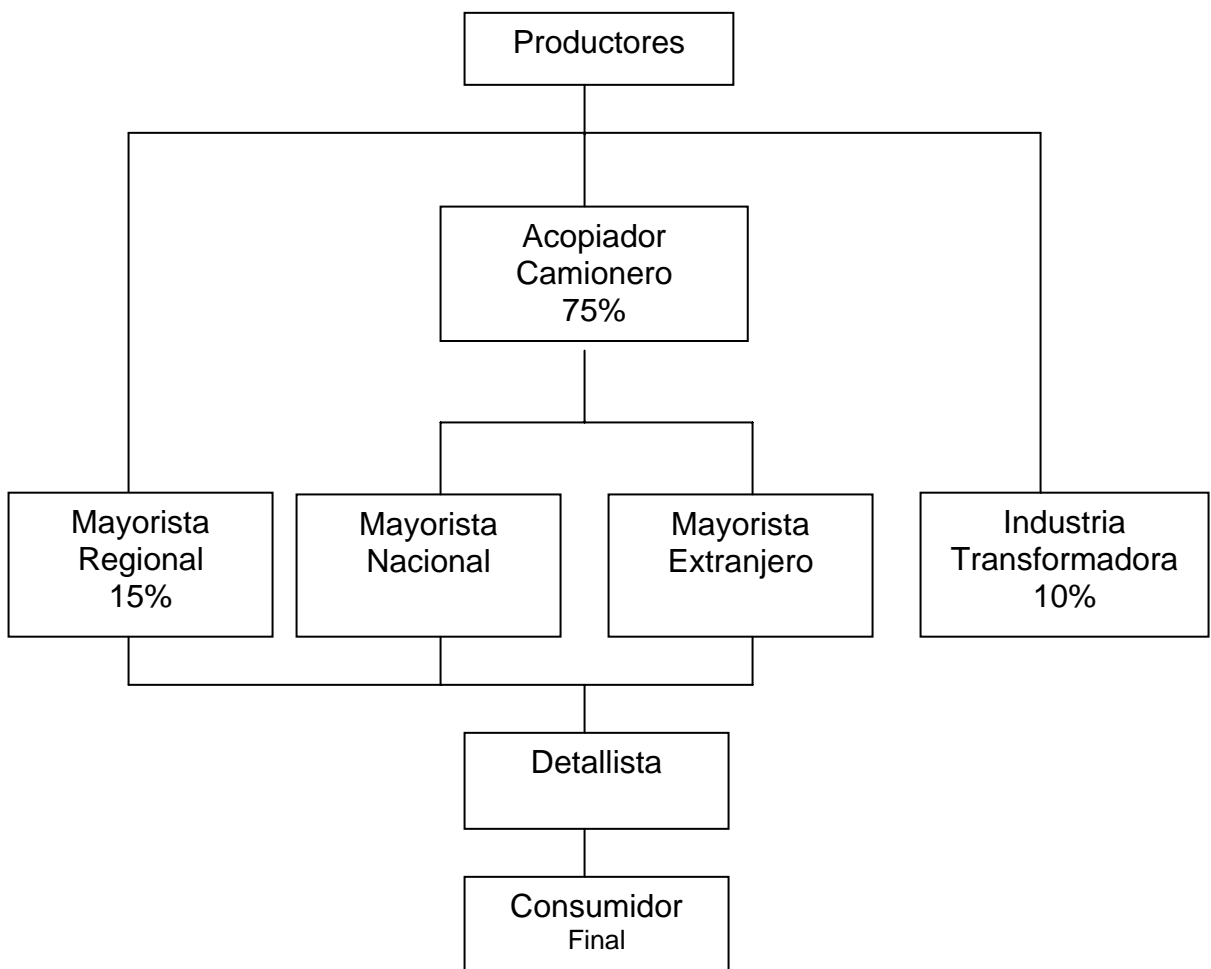 Productores
Acopiador
Camionero
75%
Mayorista
Regional
15%
Mayorista
Nacional
Mayorista
Extranjero
Industria
Transformadora
10%
Detallista
Consumidor
Final